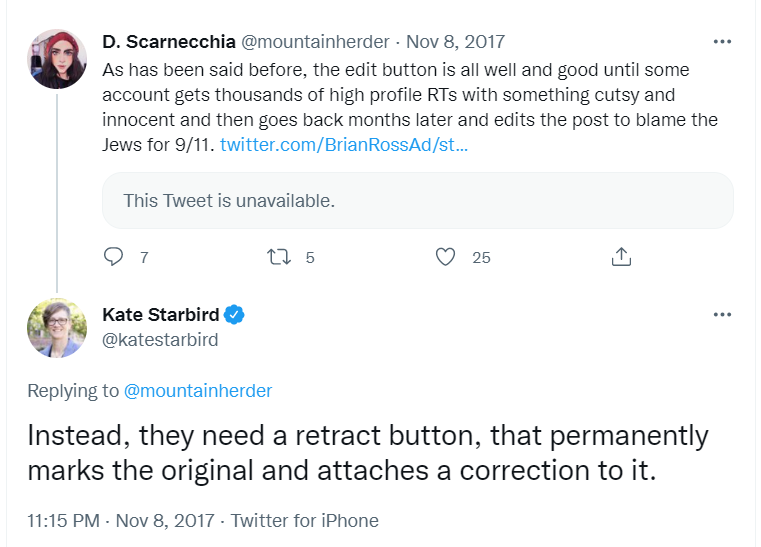 D. Scarnecchia @mountainherder · Nov 8, 2017
As has been said before, the edit button is all well and good until some
account gets thousands of high profile RTs with something cutsy and
innocent and then goes back months later and edits the post to blame the
Jews for 9/11. twitter.com/BrianRossAd/st...
This Tweet is unavailable.
7 5 25
Kate Starbird
@katestarbird
Replying to @mountainherder
Instead, they need a retract button, that permanently
marks the original and attaches a correction to it.
11:15 PM · Nov 8, 2017 · Twitter for iPhone